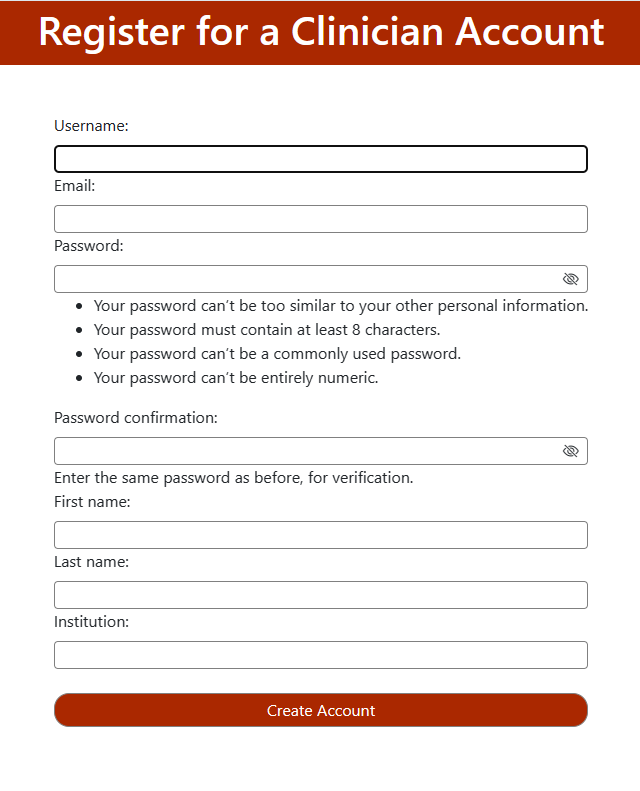 Register for a Clinician Account
Username:
Email:
Password:
Your password can't be too similar to your other personal information.
Your password must contain at least 8 characters.
Your password can't be a commonly used password.
Your password can't be entirely numeric.
Password confirmation:
Enter the same password as before, for verification.
First name:
Last name:
Institution:
Create Account